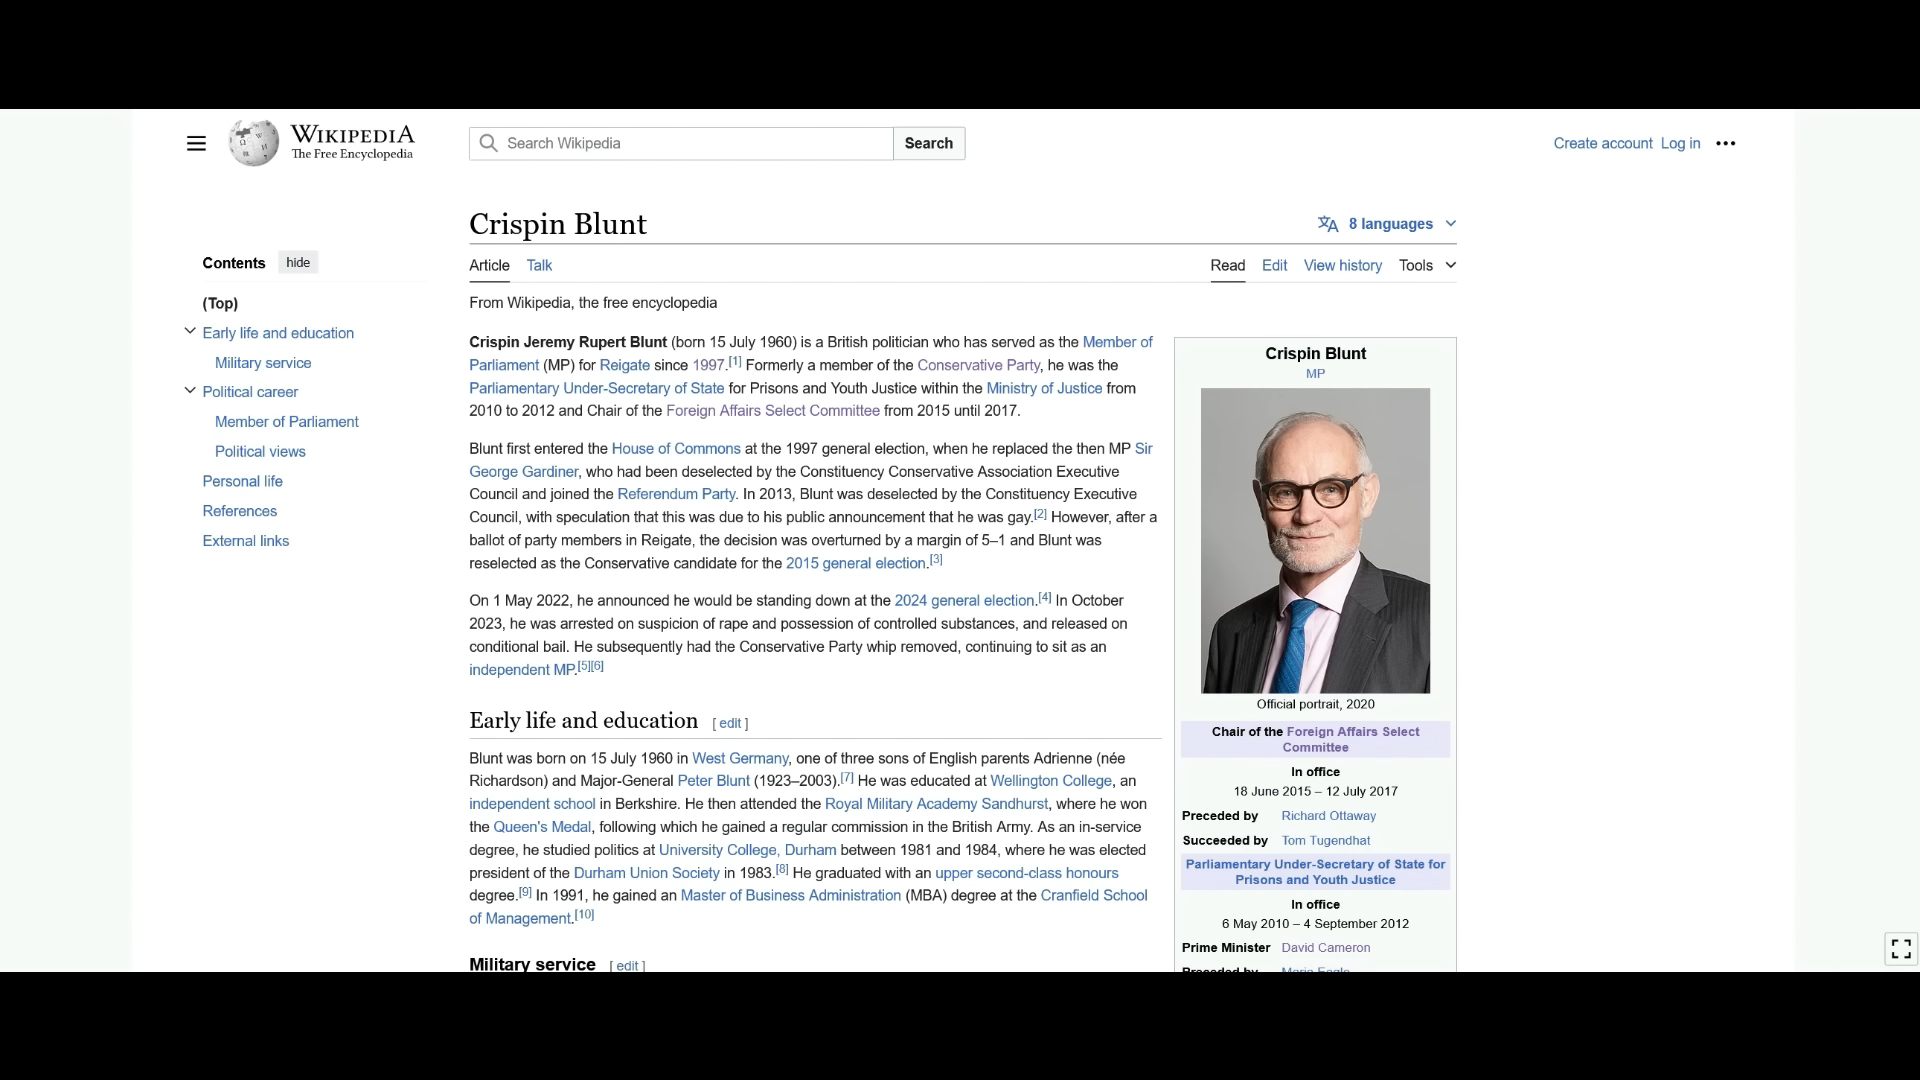 WIKIPEDIA
The Free Encyclopedia
Search Wikipedia
Search
Create account Log in
Crispin Blunt
8 languages
Contents hide
(Top)
Early life and education
Military service
Political career
Member of Parliament
Political views
Personal life
References
External links
Article Talk
Read Edit View history Tools
From Wikipedia, the free encyclopedia
Crispin Jeremy Rupert Blunt (born 15 July 1960) is a British politician who has served as the Member of
Parliament (MP) for Reigate since 1997.[1] Formerly a member of the Conservative Party, he was the
Parliamentary Under-Secretary of State for Prisons and Youth Justice within the Ministry of Justice from
2010 to 2012 and Chair of the Foreign Affairs Select Committee from 2015 until 2017.
Blunt first entered the House of Commons at the 1997 general election, when he replaced the then MP Sir
George Gardiner, who had been deselected by the Constituency Conservative Association Executive
Council and joined the Referendum Party. In 2013, Blunt was deselected by the Constituency Executive
Council, with speculation that this was due to his public announcement that he was gay.[2] However, after a
ballot of party members in Reigate, the decision was overturned by a margin of 5–1 and Blunt was
reselected as the Conservative candidate for the 2015 general election.[3]
On 1 May 2022, he announced he would be standing down at the 2024 general election.[4] In October
2023, he was arrested on suspicion of rape and possession of controlled substances, and released on
conditional bail. He subsequently had the Conservative Party whip removed, continuing to sit as an
independent MP.[5][6]
Early life and education [ edit ]
Blunt was born on 15 July 1960 in West Germany, one of three sons of English parents Adrienne (née
Richardson) and Major-General Peter Blunt (1923–2003).[7] He was educated at Wellington College, an
independent school in Berkshire. He then attended the Royal Military Academy Sandhurst, where he won
the Queen's Medal, following which he gained a regular commission in the British Army. As an in-service
degree, he studied politics at University College, Durham between 1981 and 1984, where he was elected
president of the Durham Union Society in 1983.[8] He graduated with an upper second-class honours
degree.[9] In 1991, he gained an Master of Business Administration (MBA) degree at the Cranfield School
of Management.[10]
Military service [ edit ]
Crispin Blunt
MP
Official portrait, 2020
Chair of the Foreign Affairs Select
Committee
In office
18 June 2015 – 12 July 2017
Preceded by Richard Ottaway
Succeeded by Tom Tugendhat
Parliamentary Under-Secretary of State for
Prisons and Youth Justice
In office
6 May 2010 – 4 September 2012
Prime Minister David Cameron
Preceded by Maria Eagle